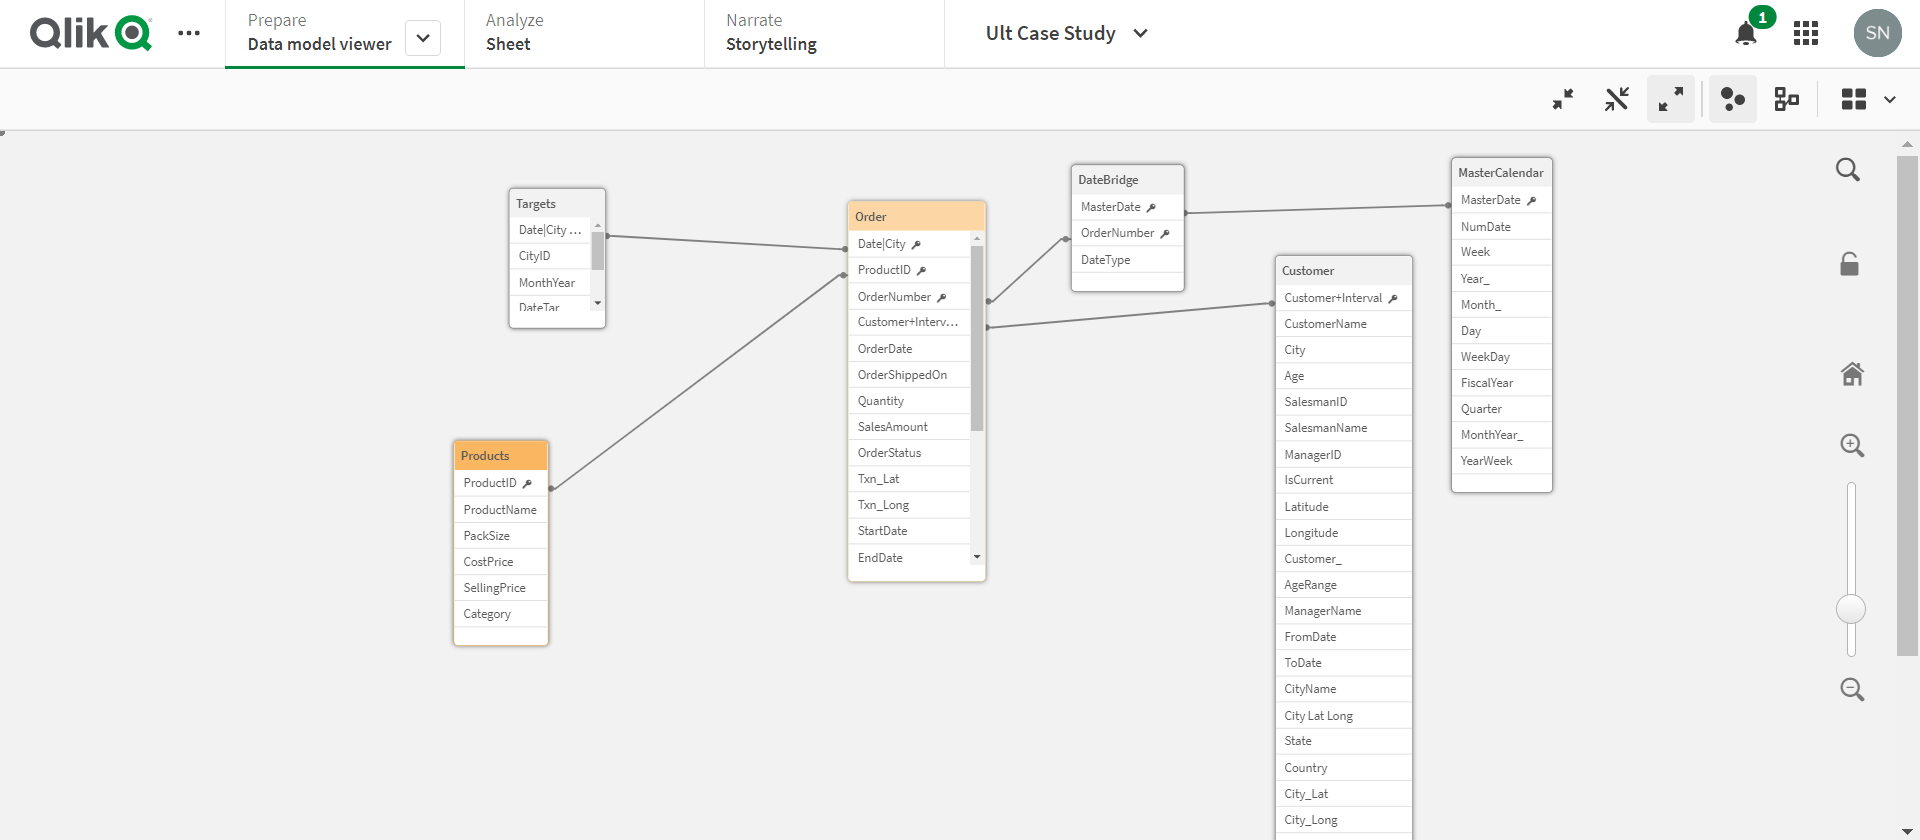 Qlik
Prepare
Data model viewer
Analyze
Sheet
Narrate
Storytelling
Ult Case Study
1
SN
Targets
Date|City ...
CityID
MonthYear
DateTar
Products
ProductID
ProductName
PackSize
CostPrice
SellingPrice
Category
Order
Date|City
ProductID
OrderNumber
Customer+Interv...
OrderDate
OrderShippedOn
Quantity
SalesAmount
OrderStatus
Txn_Lat
Txn_Long
StartDate
EndDate
DateBridge
MasterDate
OrderNumber
DateType
Customer
Customer+Interval
CustomerName
City
Age
SalesmanID
SalesmanName
ManagerID
IsCurrent
Latitude
Longitude
Customer_
AgeRange
ManagerName
FromDate
ToDate
CityName
City Lat Long
State
Country
City_Lat
City_Long
MasterCalendar
MasterDate
NumDate
Week
Year_
Month_
Day
WeekDay
FiscalYear
Quarter
MonthYear_
YearWeek